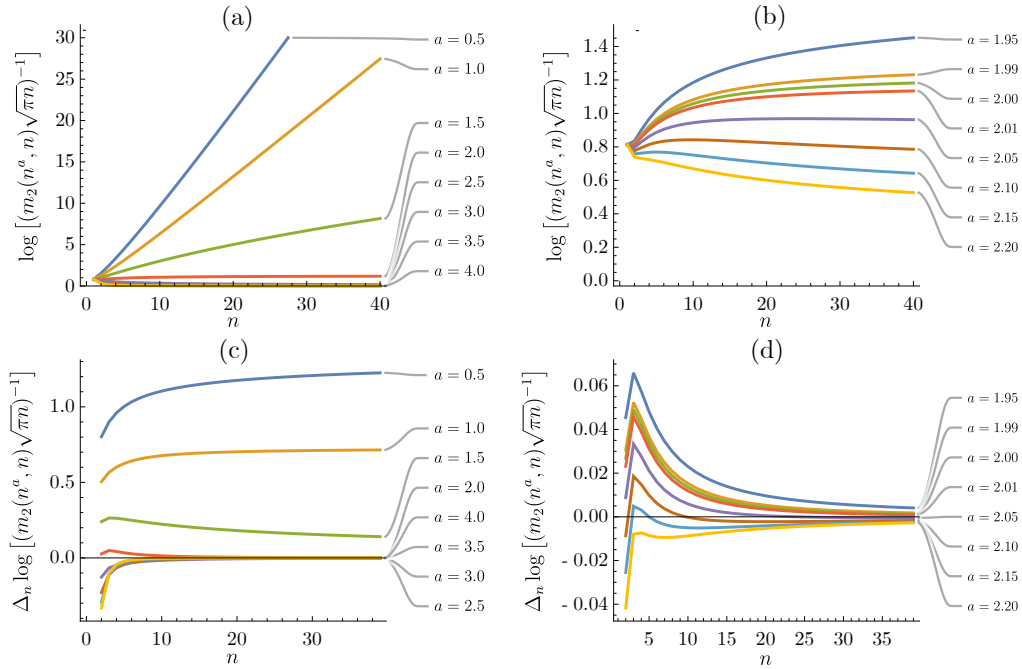 (a)
log [(m₂(nᵃ, n)√πn)⁻¹]
30
25
20
15
10
5
0
0 10 20 30 40
n
a = 0.5
a = 1.0
a = 1.5
a = 2.0
a = 2.5
a = 3.0
a = 3.5
a = 4.0
(b)
log [(m₂(nᵃ, n)√πn)⁻¹]
1.4
1.2
1.0
0.8
0.6
0.4
0.2
0.0
0 10 20 30 40
n
a = 1.95
a = 1.99
a = 2.00
a = 2.01
a = 2.05
a = 2.10
a = 2.15
a = 2.20
(c)
Δₙ log [(m₂(nᵃ, n)√πn)⁻¹]
1.0
0.5
0.0
0 10 20 30
n
a = 0.5
a = 1.0
a = 1.5
a = 2.0
a = 4.0
a = 3.5
a = 3.0
a = 2.5
(d)
Δₙ log [(m₂(nᵃ, n)√πn)⁻¹]
0.06
0.04
0.02
0.00
- 0.02
- 0.04
5 10 15 20 25 30 35
n
a = 1.95
a = 1.99
a = 2.00
a = 2.01
a = 2.05
a = 2.10
a = 2.15
a = 2.20